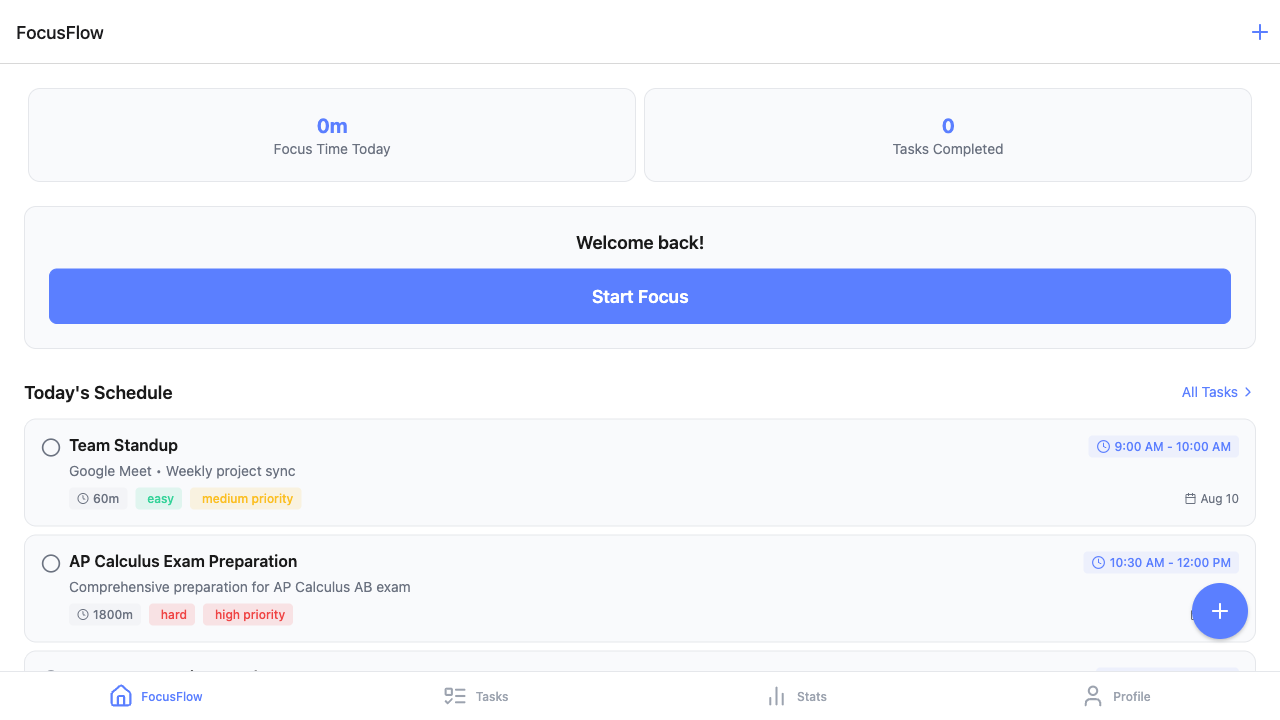 FocusFlow
0m
Focus Time Today
0
Tasks Completed
Welcome back!
Start Focus
Today's Schedule
All Tasks
Team Standup
9:00 AM - 10:00 AM
Google Meet • Weekly project sync
60m easy medium priority
Aug 10
AP Calculus Exam Preparation
10:30 AM - 12:00 PM
Comprehensive preparation for AP Calculus AB exam
1800m hard high priority
FocusFlow
Tasks
Stats
Profile